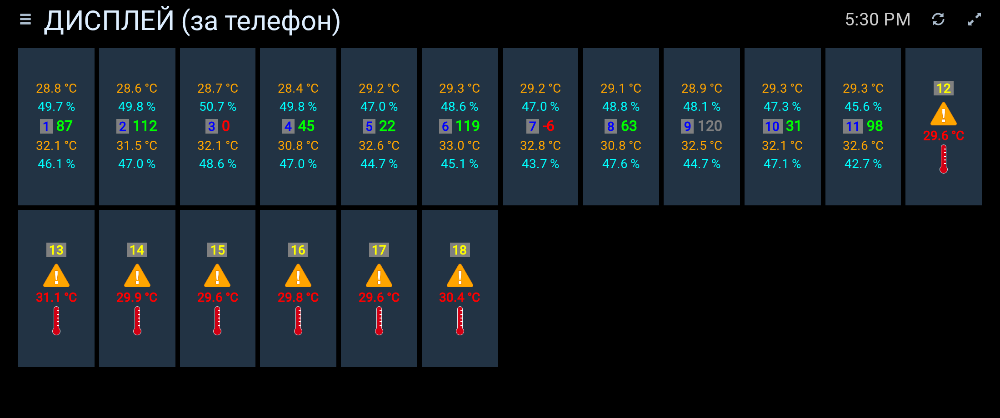 ДИСПЛЕЙ (за телефон)
5:30 PM
28.8 °C
49.7 %
1 87
32.1 °C
46.1 %
28.6 °C
49.8 %
2 112
31.5 °C
47.0 %
28.7 °C
50.7 %
3 0
32.1 °C
48.6 %
28.4 °C
49.8 %
4 45
30.8 °C
47.0 %
29.2 °C
47.0 %
5 22
32.6 °C
44.7 %
29.3 °C
48.6 %
6 119
33.0 °C
45.1 %
29.2 °C
47.0 %
7 -6
32.8 °C
43.7 %
29.1 °C
48.8 %
8 63
30.8 °C
47.6 %
28.9 °C
48.1 %
9 120
32.5 °C
44.7 %
29.3 °C
47.3 %
10 31
32.1 °C
47.1 %
29.3 °C
45.6 %
11 98
32.6 °C
42.7 %
12
29.6 °C
13
31.1 °C
14
29.9 °C
15
29.6 °C
16
29.8 °C
17
29.6 °C
18
30.4 °C